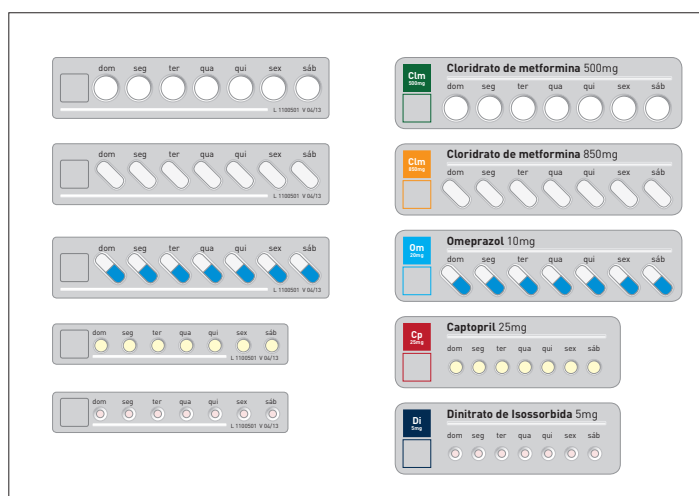 dom seg ter qua qui sex sáb
L 1100501 V 04/13
dom seg ter qua qui sex sáb
L 1100501 V 04/13
dom seg ter qua qui sex sáb
L 1100501 V 04/13
dom seg ter qua qui sex sáb
L 1100501 V 04/13
dom seg ter qua qui sex sáb
L 1100501 V 04/13
Clm
500mg
Cloridrato de metformina 500mg
dom seg ter qua qui sex sáb
Clm
850mg
Cloridrato de metformina 850mg
dom seg ter qua qui sex sáb
Om
20mg
Omeprazol 10mg
dom seg ter qua qui sex sáb
Cp
25mg
Captopril 25mg
dom seg ter qua qui sex sáb
Di
5mg
Dinitrato de Isossorbida 5mg
dom seg ter qua qui sex sáb